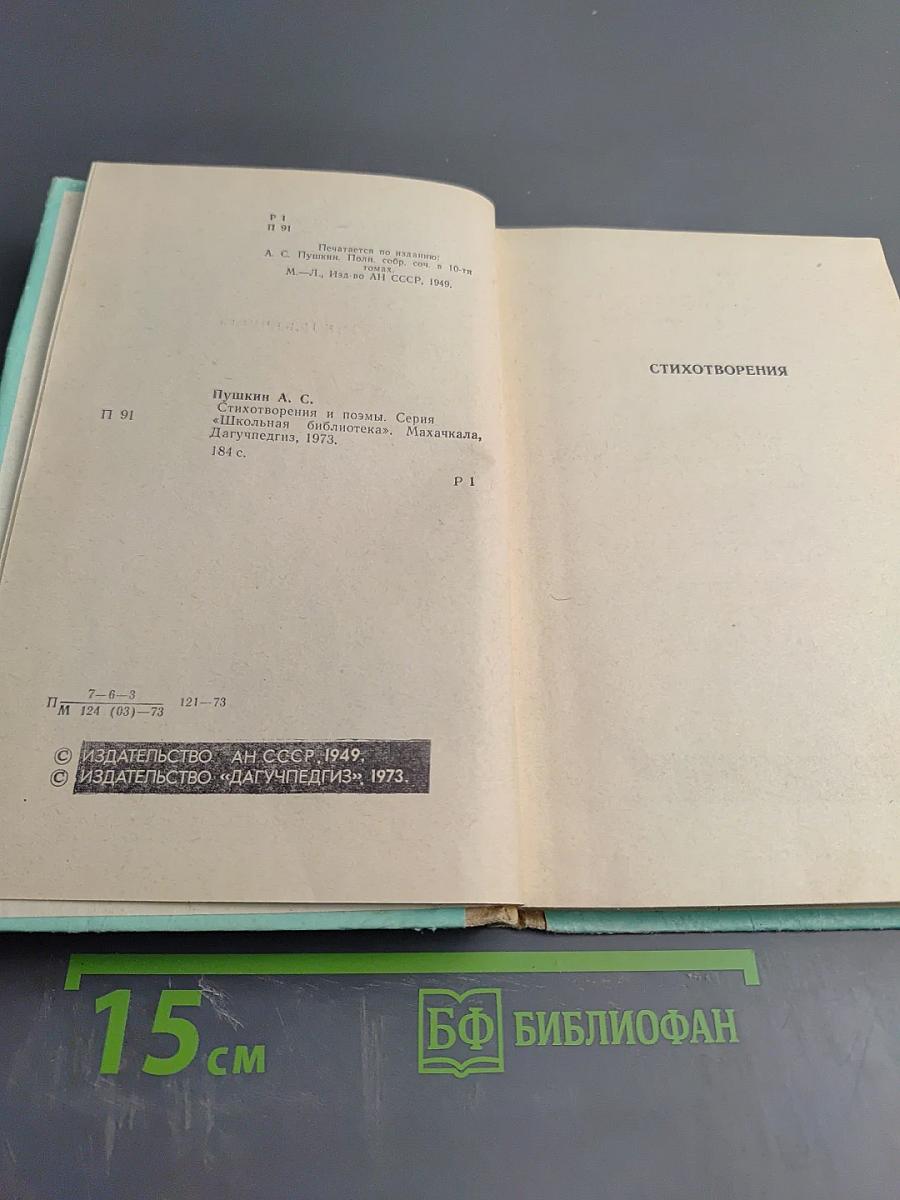 Р 1
П 91
Печатается по изданию:
А. С. Пушкин. Полн. собр. соч. в 10-ти
томах.
М.—Л., Изд-во АН СССР, 1949.
Пушкин А. С.
П 91
Стихотворения и поэмы. Серия
«Школьная библиотека». Махачкала,
Дагучпедгиз, 1973.
184 с.
Р 1
П 7—6—3 121—73
М 124 (03)—73
© ИЗДАТЕЛЬСТВО АН СССР, 1949.
© ИЗДАТЕЛЬСТВО «ДАГУЧПЕДГИЗ», 1973.
СТИХОТВОРЕНИЯ
15 см
БФ БИБЛИОФАН